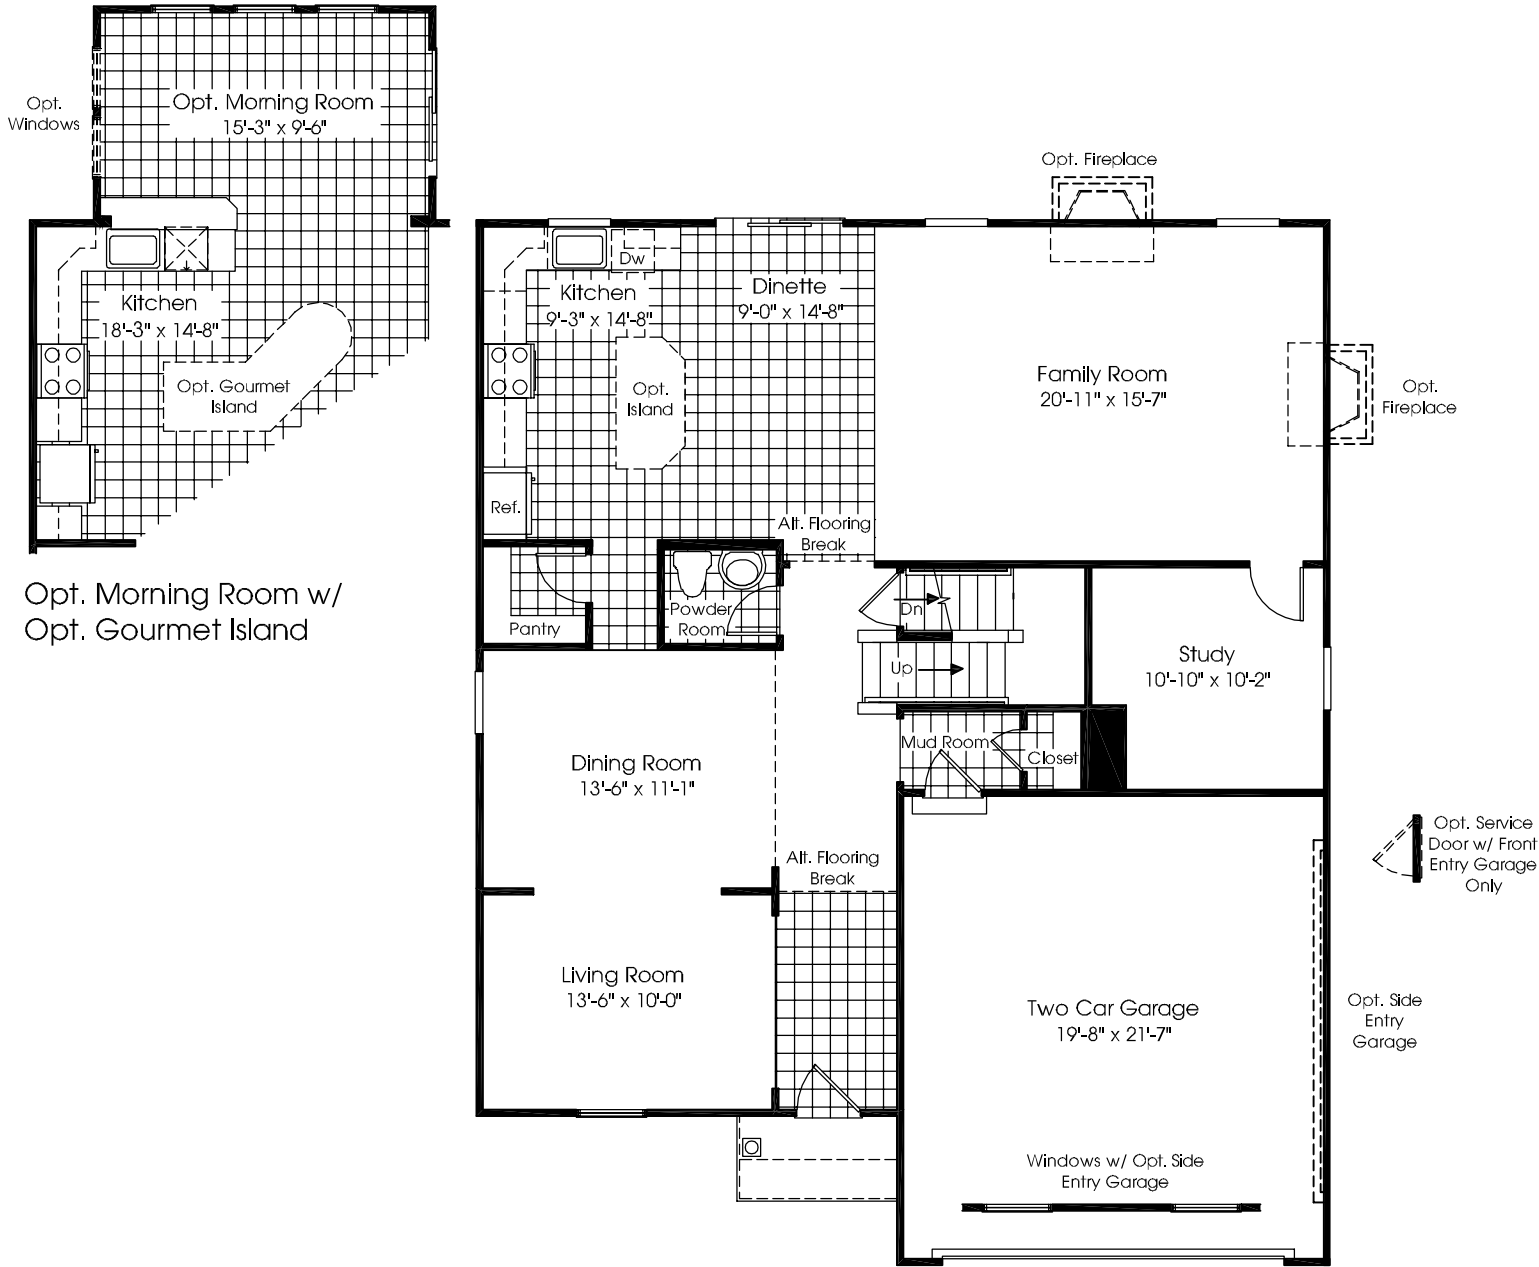 Opt.
Windows
Opt. Morning Room
15'-3" x 9'-6"
Kitchen
18'-3" x 14'-8"
Opt. Gourmet
Island
Opt. Morning Room w/
Opt. Gourmet Island
Opt. Fireplace
Dw
Kitchen
9'-3" x 14'-8"
Dinette
9'-0" x 14'-8"
Opt.
Island
Family Room
20'-11" x 15'-7"
Opt.
Fireplace
Ref.
Alt. Flooring
Break
Pantry
Powder
Room
Dn
Up
Study
10'-10" x 10'-2"
Mud Room
Closet
Dining Room
13'-6" x 11'-1"
Alt. Flooring
Break
Opt. Service
Door w/ Front
Entry Garage
Only
Living Room
13'-6" x 10'-0"
Two Car Garage
19'-8" x 21'-7"
Opt. Side
Entry
Garage
Windows w/ Opt. Side
Entry Garage